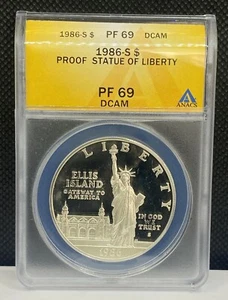 1986-S $ PF 69 DCAM
1986-S $
PROOF STATUE OF LIBERTY
PF 69
DCAM
ANACS
LIBERTY
ELLIS
ISLAND
GATEWAY TO
AMERICA
IN GOD
WE
TRUST
S
1986